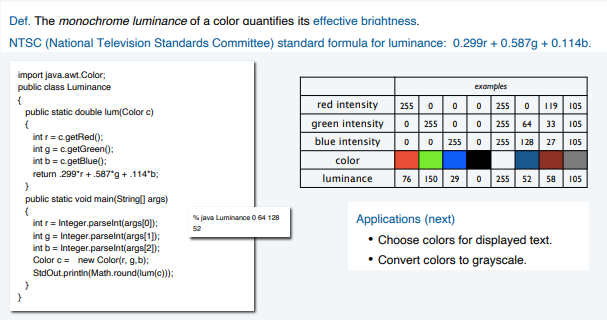 Def. The monochrome luminance of a color quantifies its effective brightness.
NTSC (National Television Standards Committee) standard formula for luminance: 0.299r + 0.587g + 0.114b.
import java.awt.Color;
public class Luminance
{
public static double lum(Color c)
{
int r = c.getRed();
int g = c.getGreen();
int b = c.getBlue();
return .299*r + .587*g + .114*b;
}
public static void main(String[] args)
{
int r = Integer.parseInt(args[0]);
int g = Integer.parseInt(args[1]);
int b = Integer.parseInt(args[2]);
Color c = new Color(r, g,b);
StdOut.println(Math.round(lum(c)));
}
}
% java Luminance 0 64 128
52
examples
red intensity 255 0 0 0 255 0 119 105
green intensity 0 255 0 0 255 64 33 105
blue intensity 0 0 255 0 255 128 27 105
color
luminance 76 150 29 0 255 52 58 105
Applications (next)
• Choose colors for displayed text.
• Convert colors to grayscale.